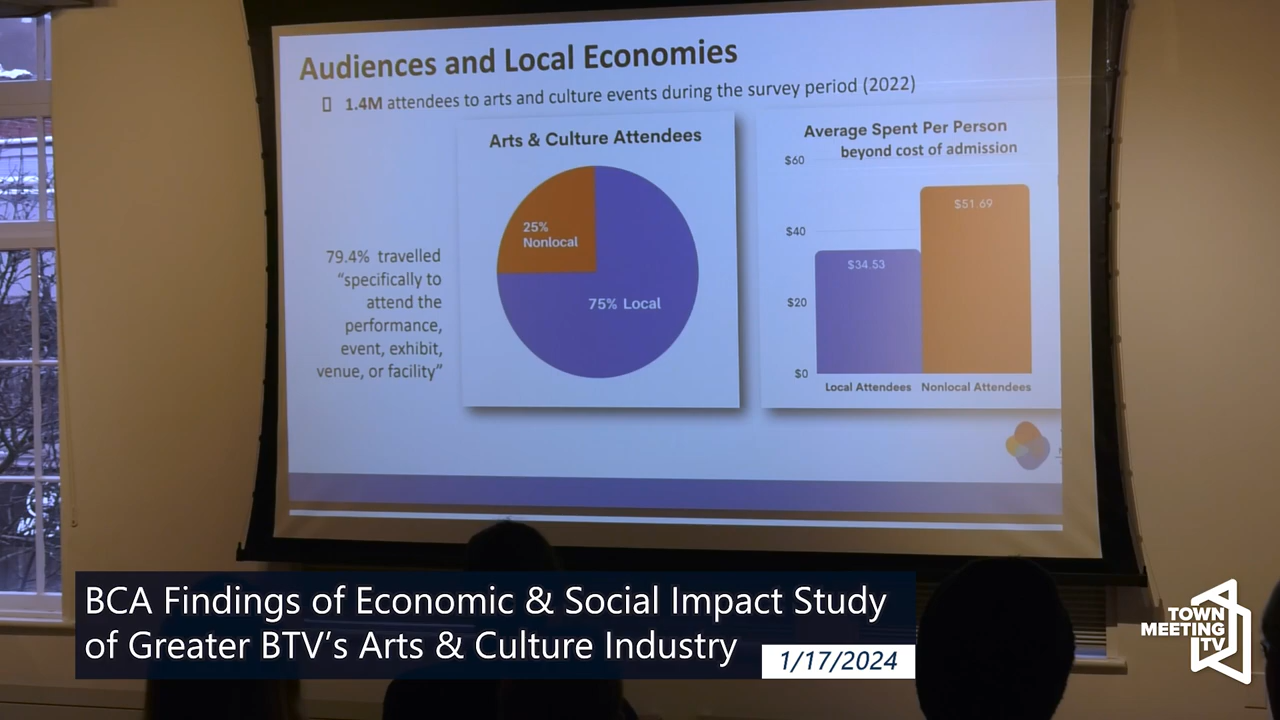 Audiences and Local Economies
1.4M attendees to arts and culture events during the survey period (2022)
79.4% travelled
“specifically to
attend the
performance,
event, exhibit,
venue, or facility”
Arts & Culture Attendees
25%
Nonlocal
75% Local
Average Spent Per Person
beyond cost of admission
$60
$40
$20
$0
$34.53
$51.69
Local Attendees
Nonlocal Attendees
BCA Findings of Economic & Social Impact Study
of Greater BTV’s Arts & Culture Industry
1/17/2024
TOWN
MEETING
TV